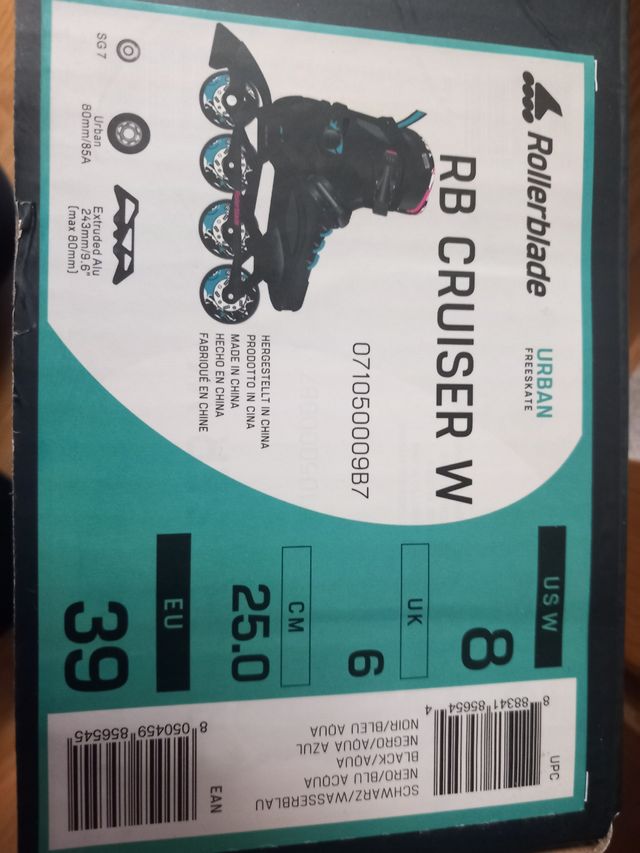 Rollerblade
URBAN
FREESKATE
RB CRUISER W
071050009B7
HERGESTELLT IN CHINA
PRODOTTO IN CINA
MADE IN CHINA
HECHO EN CHINA
FABRIQUÉ EN CHINE
SG 7
Urban
80mm/85A
Extruded Alu
243mm/9.6"
(max 80mm)
US W
8
UK
6
CM
25.0
EU
39
UPC
8 88341 85654 4
SCHWARZ/WASSERBLAU
NERO/BLU ACQUA
BLACK/AQUA
NEGRO/AQUA AZUL
NOIR/BLEU AQUA
EAN
8 050459 856545